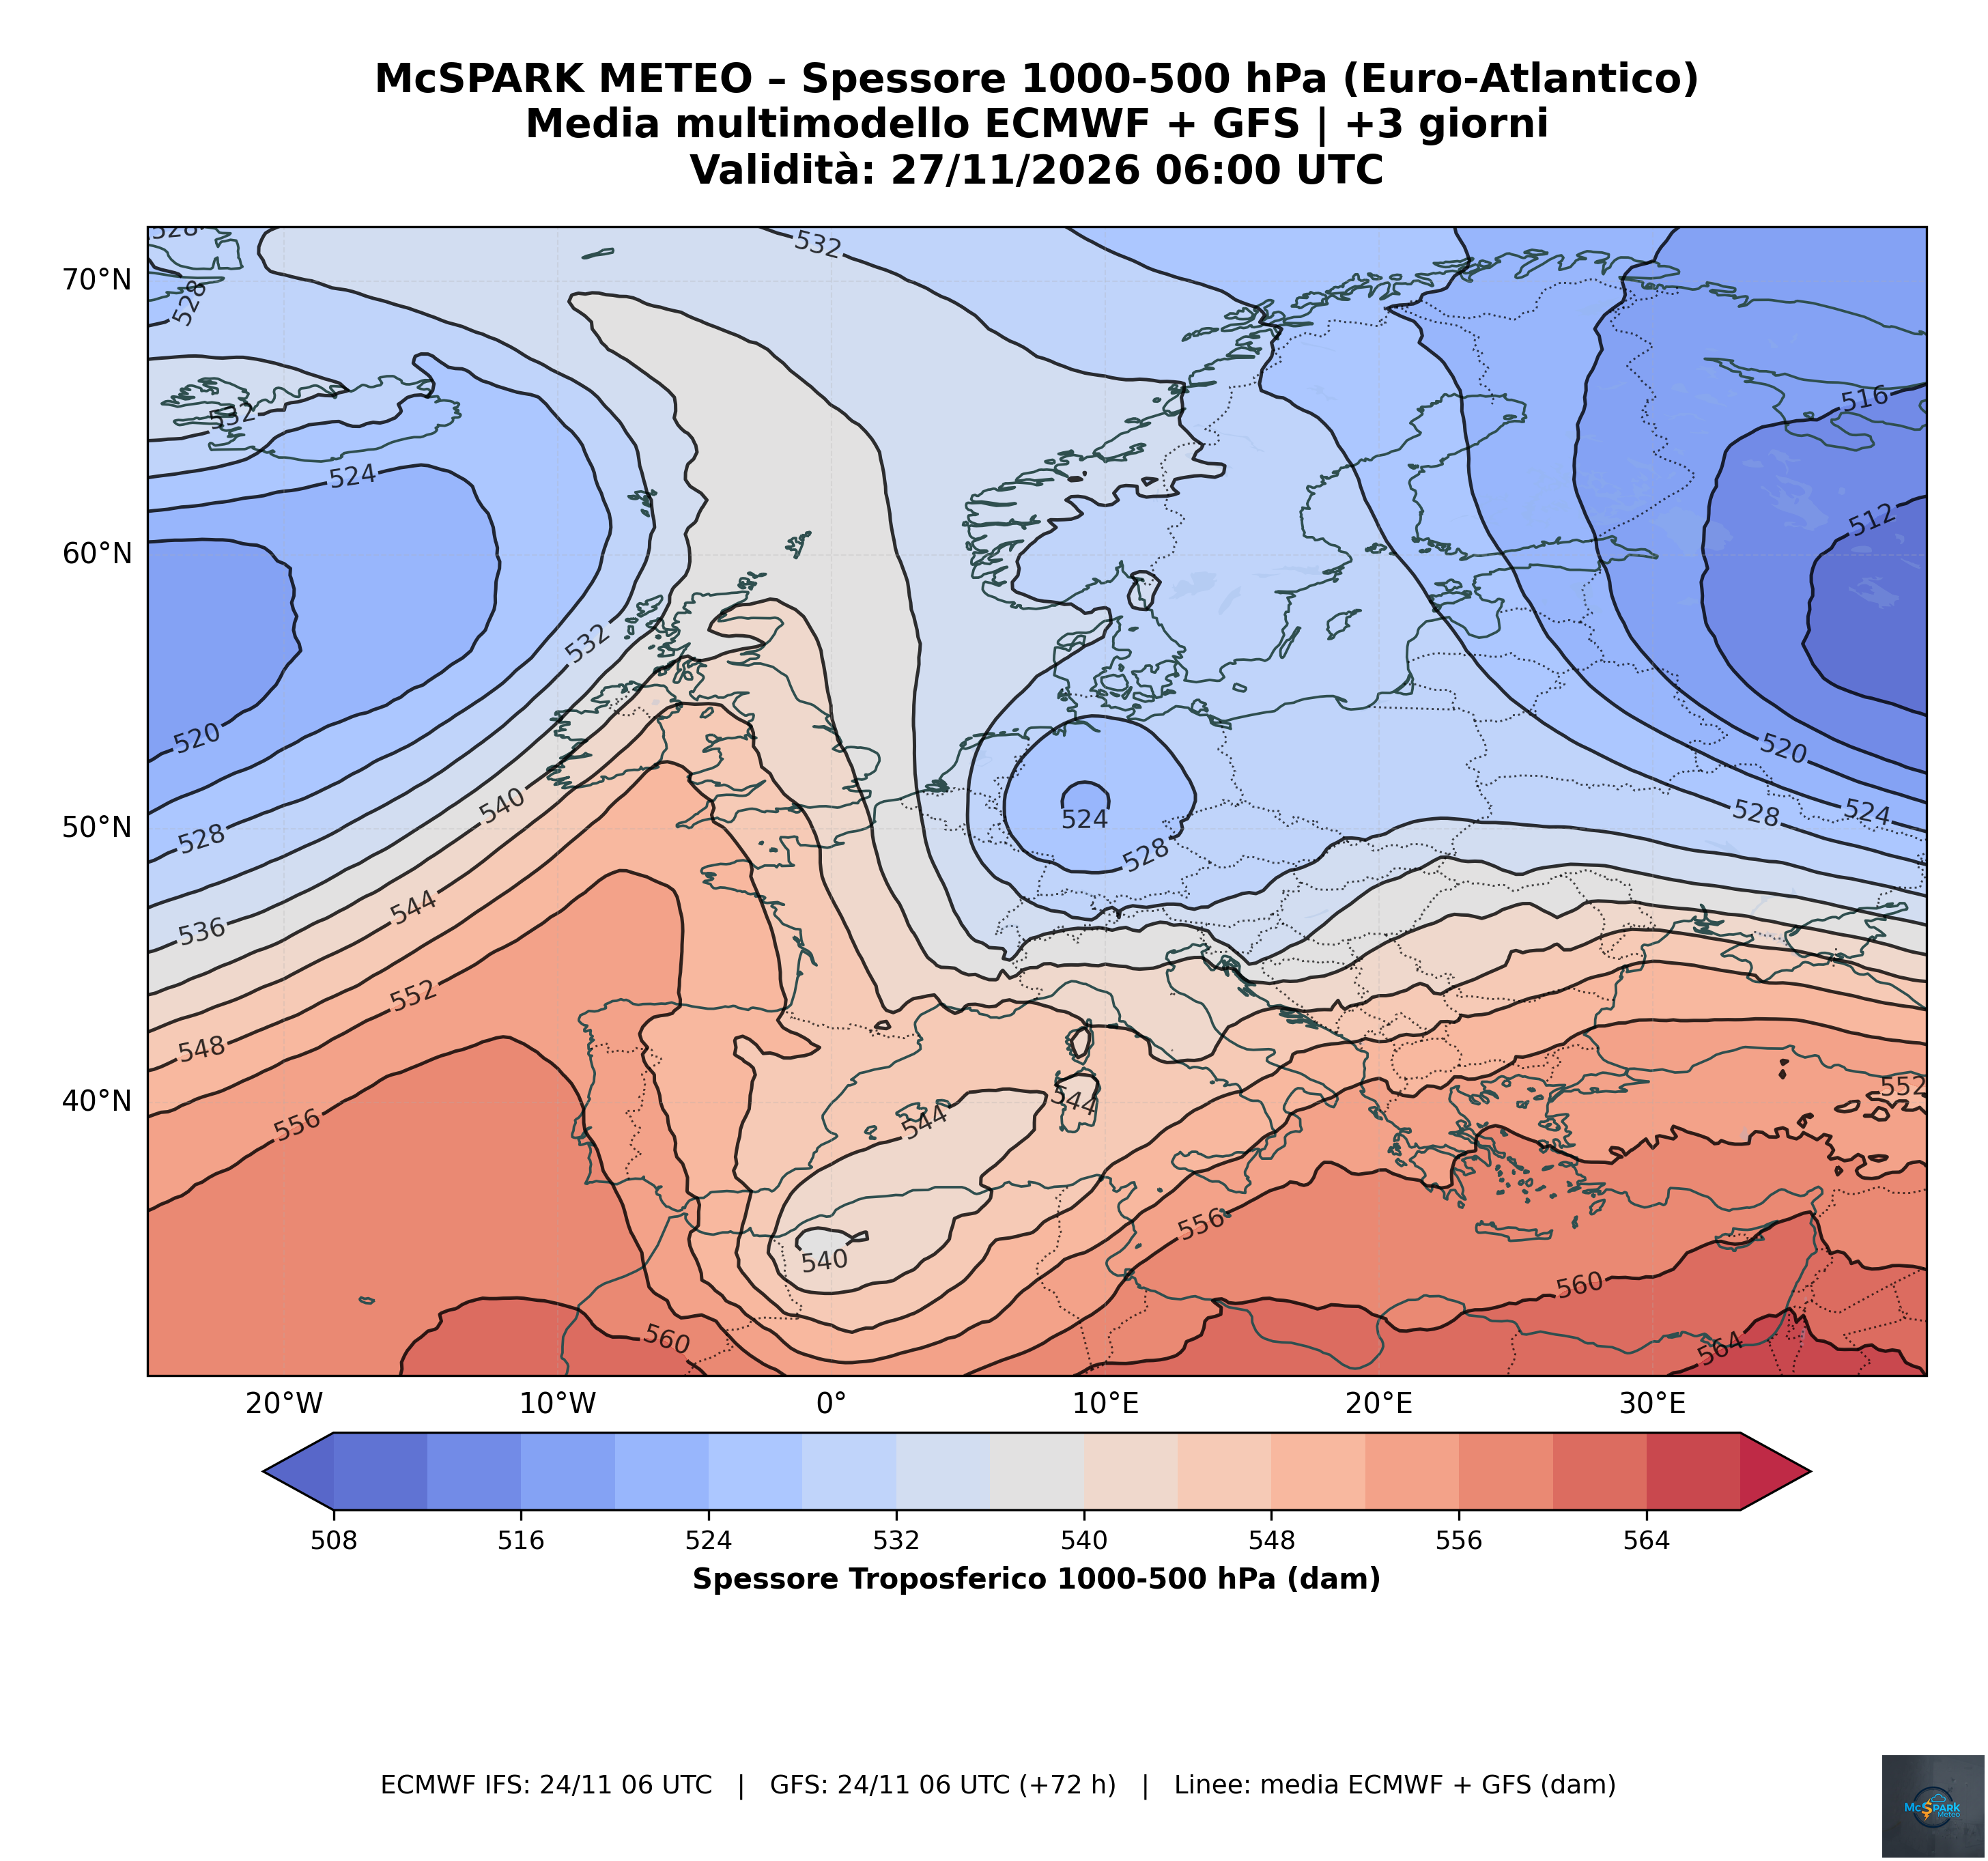 McSPARK METEO – Spessore 1000-500 hPa (Euro-Atlantico)
Media multimodello ECMWF + GFS | +3 giorni
Validità: 27/11/2026 06:00 UTC
528
532
70°N
528
516
532
524
512
60°N
532
520
520
540
528
524
524
528
50°N
528
544
536
552
548
552
40°N
544
544
556
556
540
560
560
564
20°W 10°W 0° 10°E 20°E 30°E
508 516 524 532 540 548 556 564
Spessore Troposferico 1000-500 hPa (dam)
ECMWF IFS: 24/11 06 UTC | GFS: 24/11 06 UTC (+72 h) | Linee: media ECMWF + GFS (dam)
McSPARK
Meteo